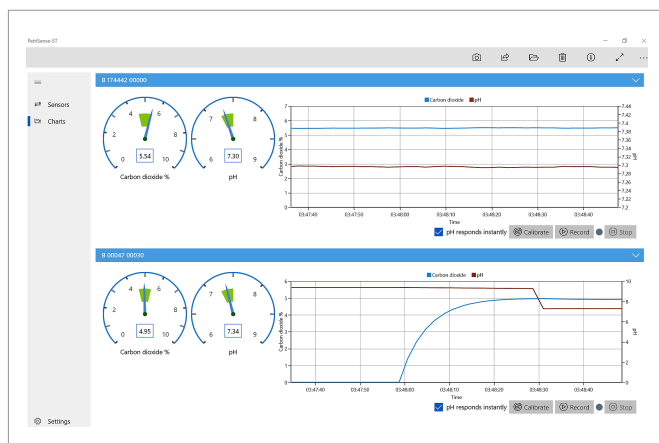 PetriSense-ST
B 174442 00000
Sensors
Charts
0 2 4 6 8 10
5.54
Carbon dioxide %
6 7 8 9
7.30
pH
Carbon dioxide pH
7 6 5 4 3 2 1 0
Carbon dioxide %
7.44 7.4 7.38 7.36 7.34 7.32 7.3 7.28 7.26 7.24 7.22 7.2
pH
03:47:40 03:47:50 03:48:00 03:48:10 03:48:20 03:48:30 03:48:40
Time
pH responds instantly Calibrate Record Stop
B 00047 00030
0 2 4 6 8 10
4.95
Carbon dioxide %
6 7 8 9
7.34
pH
Carbon dioxide pH
6 5 4 3 2 1 0
Carbon dioxide %
10 8 6 4 2 0
pH
03:47:40 03:47:50 03:48:00 03:48:10 03:48:20 03:48:30 03:48:40
Time
pH responds instantly Calibrate Record Stop
Settings